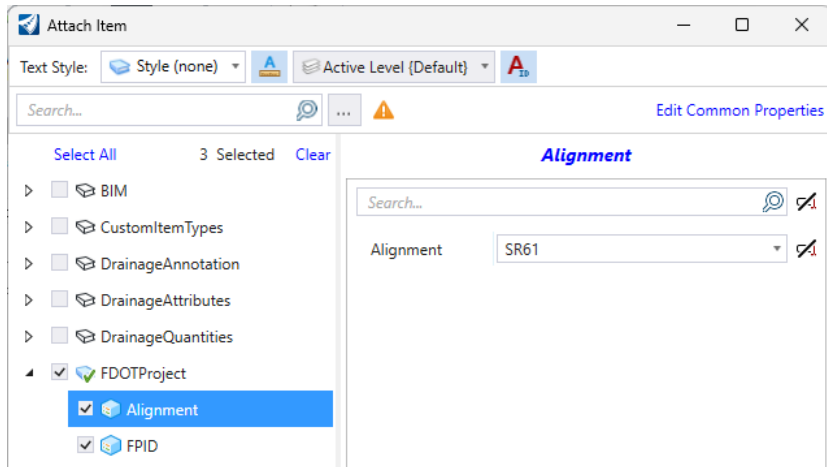 Attach Item
Text Style: Style (none) A Active Level {Default} A ID
Search... ... Edit Common Properties
Select All 3 Selected Clear
Alignment
BIM
Search...
CustomItemTypes
Alignment SR61
DrainageAnnotation
DrainageAttributes
DrainageQuantities
FDOTProject
Alignment
FPID